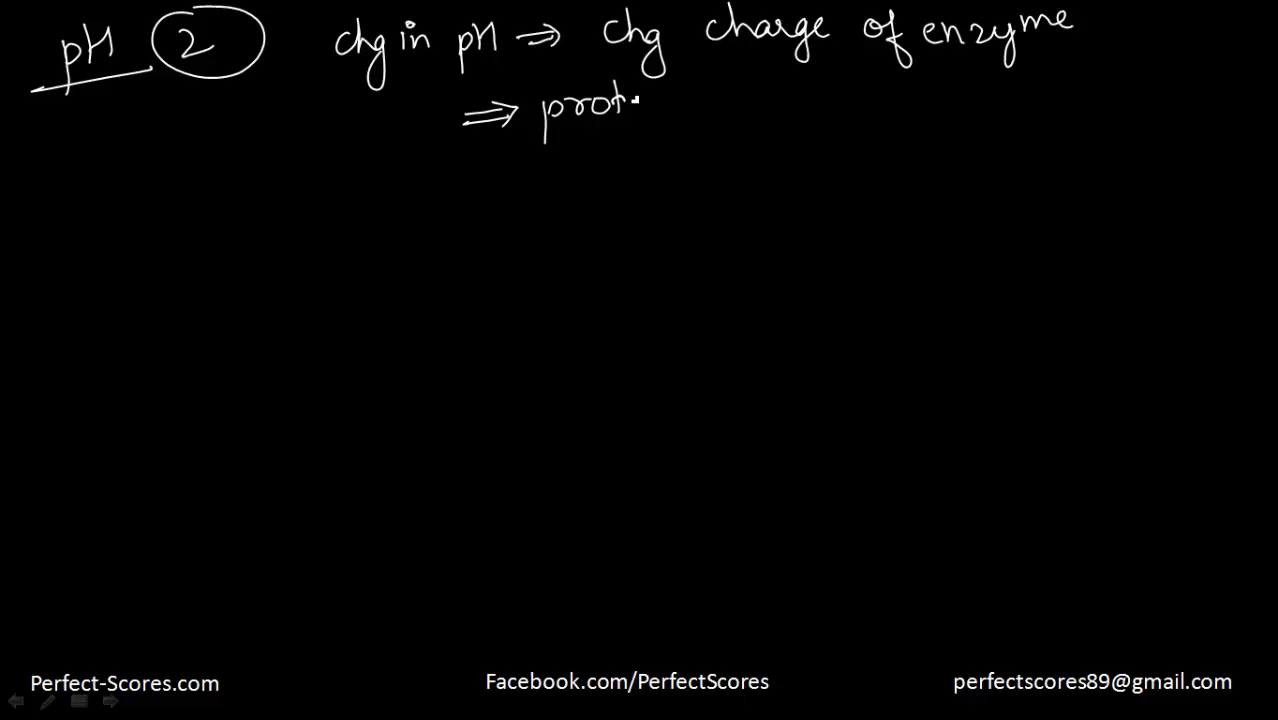 pH 2 chg in pH ⇒ chg charge of enzyme
⇒ prot
Perfect-Scores.com Facebook.com/PerfectScores perfectscores89@gmail.com